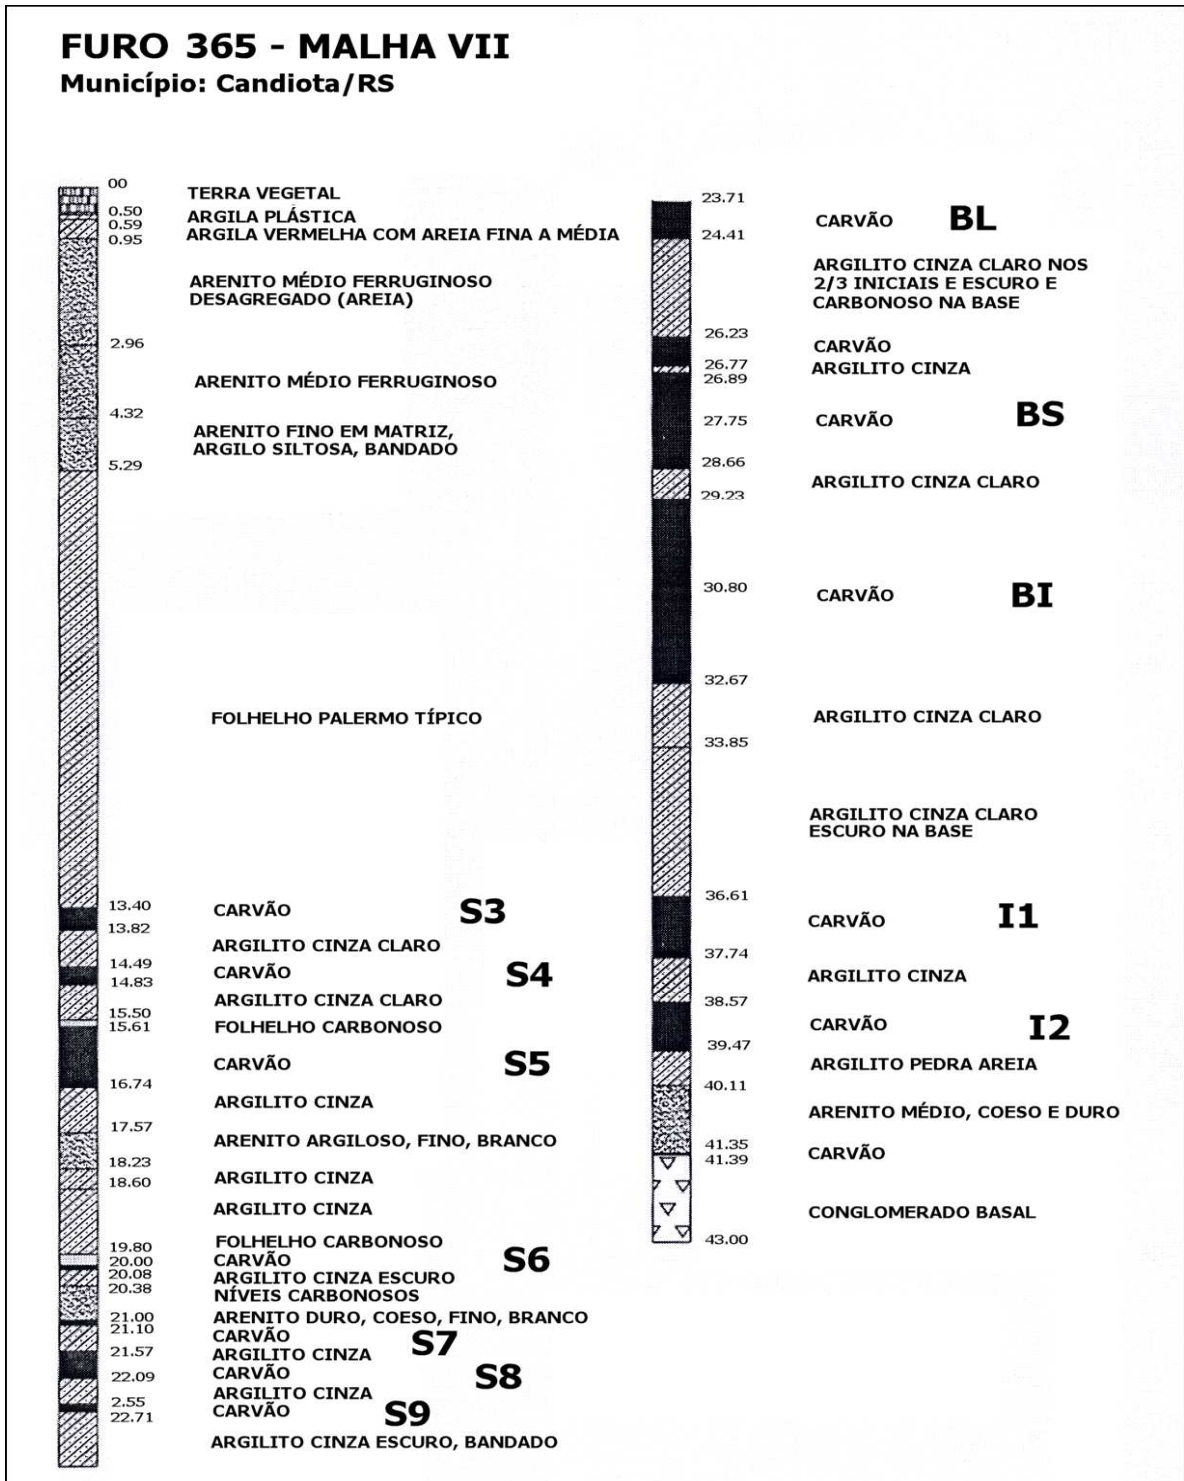 FURO 365 - MALHA VII
Município: Candiota/RS
00
TERRA VEGETAL
0.50
ARGILA PLÁSTICA
0.59
ARGILA VERMELHA COM AREIA FINA A MÉDIA
0.95
ARENITO MÉDIO FERRUGINOSO
DESAGREGADO (AREIA)
2.96
ARENITO MÉDIO FERRUGINOSO
4.32
ARENITO FINO EM MATRIZ,
ARGILO SILTOSA, BANDADO
5.29
FOLHELHO PALERMO TÍPICO
13.40
CARVÃO S3
13.82
ARGILITO CINZA CLARO
14.49
CARVÃO S4
14.83
ARGILITO CINZA CLARO
15.50
15.61
FOLHELHO CARBONOSO
CARVÃO S5
16.74
ARGILITO CINZA
17.57
ARENITO ARGILOSO, FINO, BRANCO
18.23
ARGILITO CINZA
18.60
ARGILITO CINZA
19.80
FOLHELHO CARBONOSO
20.00
CARVÃO S6
20.08
ARGILITO CINZA ESCURO
20.38
NÍVEIS CARBONOSOS
21.00
ARENITO DURO, COESO, FINO, BRANCO
21.10
CARVÃO S7
21.57
ARGILITO CINZA
22.09
CARVÃO S8
ARGILITO CINZA
2.55
CARVÃO S9
22.71
ARGILITO CINZA ESCURO, BANDADO
23.71
CARVÃO BL
24.41
ARGILITO CINZA CLARO NOS
2/3 INICIAIS E ESCURO E
CARBONOSO NA BASE
26.23
CARVÃO
26.77
ARGILITO CINZA
26.89
27.75
CARVÃO BS
28.66
ARGILITO CINZA CLARO
29.23
30.80
CARVÃO BI
32.67
ARGILITO CINZA CLARO
33.85
ARGILITO CINZA CLARO
ESCURO NA BASE
36.61
CARVÃO I1
37.74
ARGILITO CINZA
38.57
CARVÃO I2
39.47
ARGILITO PEDRA AREIA
40.11
ARENITO MÉDIO, COESO E DURO
41.35
CARVÃO
41.39
CONGLOMERADO BASAL
43.00